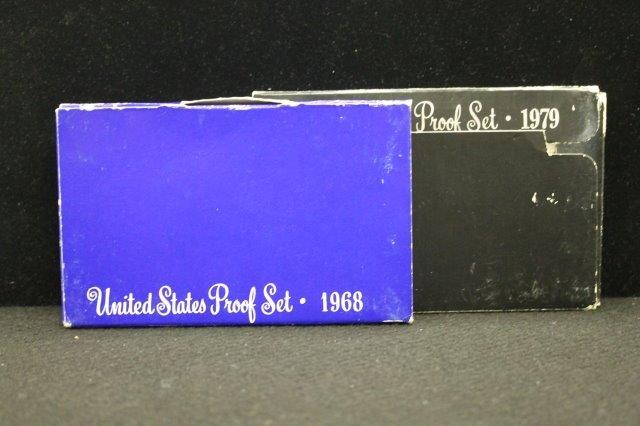 Proof Set · 1979
United States Proof Set · 1968